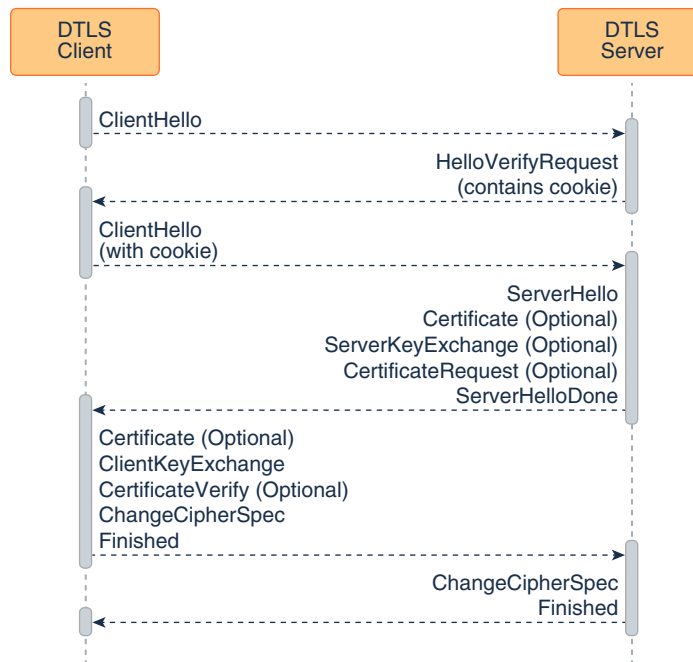 DTLS
Client
DTLS
Server
ClientHello
HelloVerifyRequest
(contains cookie)
ClientHello
(with cookie)
ServerHello
Certificate (Optional)
ServerKeyExchange (Optional)
CertificateRequest (Optional)
ServerHelloDone
Certificate (Optional)
ClientKeyExchange
CertificateVerify (Optional)
ChangeCipherSpec
Finished
ChangeCipherSpec
Finished